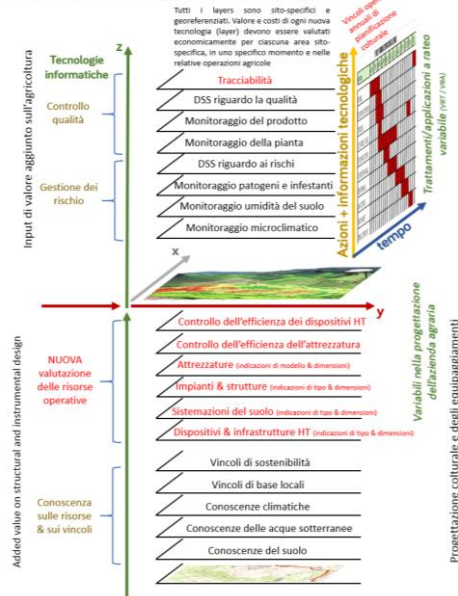 Tutti i layers sono sito-specifici e
georeferenziati. Valore e costi di ogni nuova
tecnologia (layer) devono essere valutati
economicamente per ciascuna area sito-
specifica, in uno specifico momento e nelle
relative operazioni agricole
z
Tecnologie
informatiche
Input di valore aggiunto sull'agricoltura
Controllo
qualità
Gestione dei
rischio
Tracciabilità
DSS riguardo la qualità
Monitoraggio del prodotto
Monitoraggio della pianta
DSS riguardo ai rischi
Monitoraggio patogeni e infestanti
Monitoraggio umidità del suolo
Monitoraggio microclimatico
Vincoli
annuali di
pianificazione
colturale
Azioni + informazioni tecnologiche
tempo
Trattamenti/applicazioni a rateo
variabile (VRT / VRA)
x
y
Added value on structural and instrumental design
NUOVA
valutazione
delle risorse
operative
Conoscenza
sulle risorse
& sui vincoli
Controllo dell'efficienza dei dispositivi HT
Controllo dell'efficienza dell'attrezzatura
Attrezzature (indicazioni di modello & dimensioni)
Impianti & strutture (indicazioni di tipo & dimensioni)
Sistemazioni del suolo (indicazioni di tipo & dimensioni)
Dispositivi & infrastrutture HT (indicazioni di tipo & dimensioni)
Vincoli di sostenibilità
Vincoli di base locali
Conoscenze climatiche
Conoscenze delle acque sotterranee
Conoscenze del suolo
Variabili nella progettazione
dell'azienda agraria
Progettazione colturale e degli equipaggiamenti